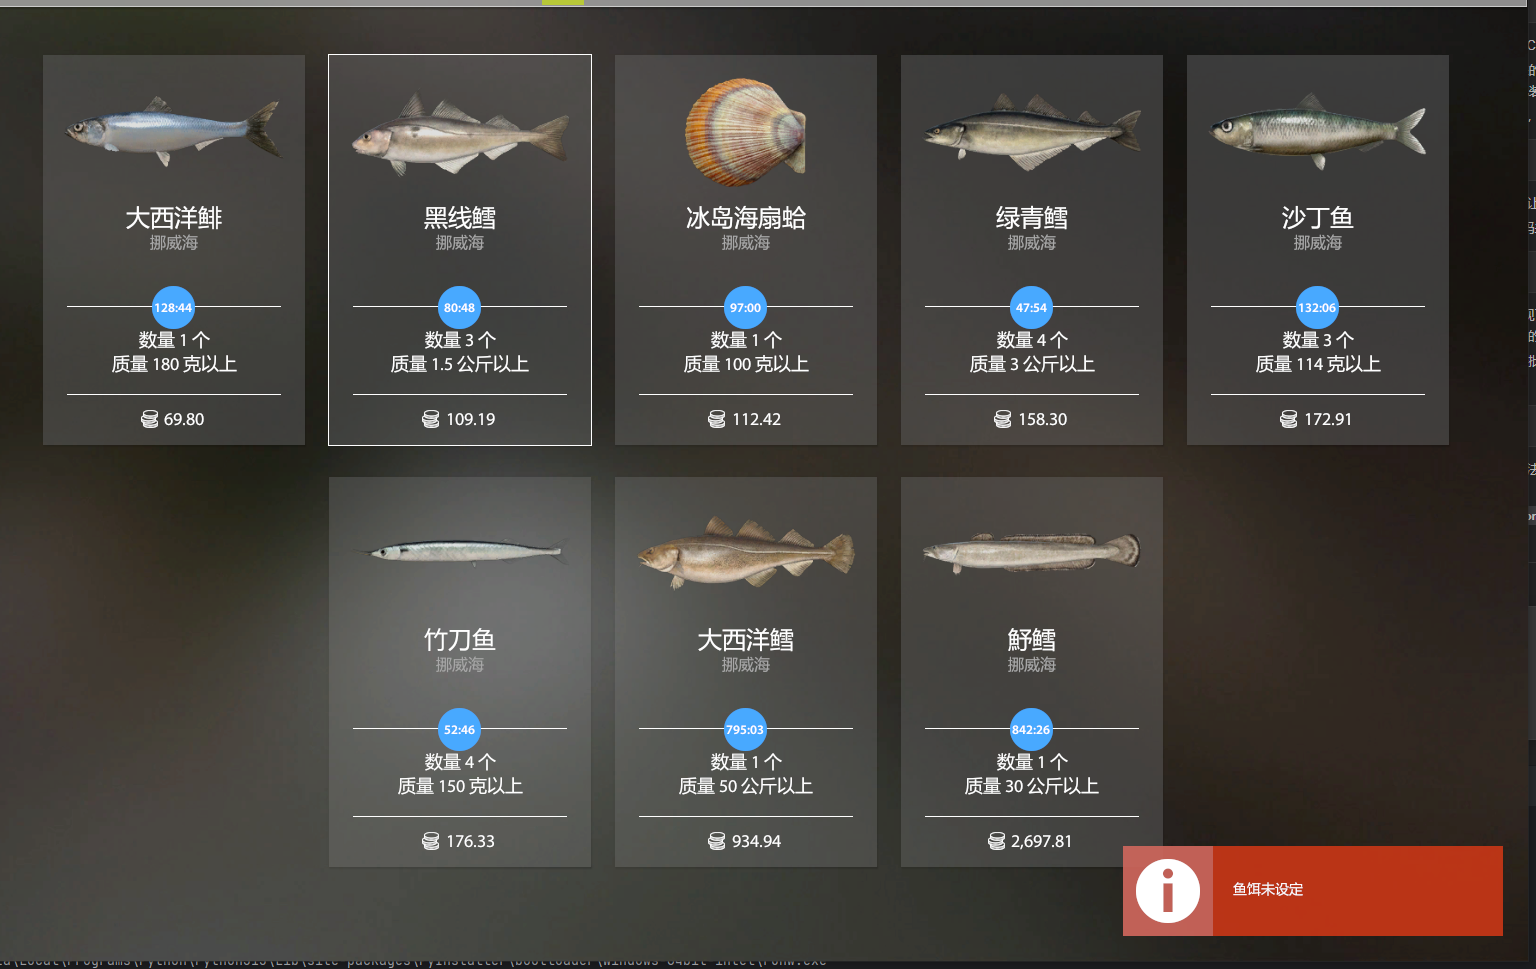 大西洋鲱
挪威海
128:44
数量 1 个
质量 180 克以上
69.80
黑线鳕
挪威海
80:48
数量 3 个
质量 1.5 公斤以上
109.19
冰岛海扇蛤
挪威海
97:00
数量 1 个
质量 100 克以上
112.42
绿青鳕
挪威海
47:54
数量 4 个
质量 3 公斤以上
158.30
沙丁鱼
挪威海
132:06
数量 3 个
质量 114 克以上
172.91
竹刀鱼
挪威海
52:46
数量 4 个
质量 150 克以上
176.33
大西洋鳕
挪威海
795:03
数量 1 个
质量 50 公斤以上
934.94
魣鳕
挪威海
842:26
数量 1 个
质量 30 公斤以上
2,697.81
鱼饵未设定